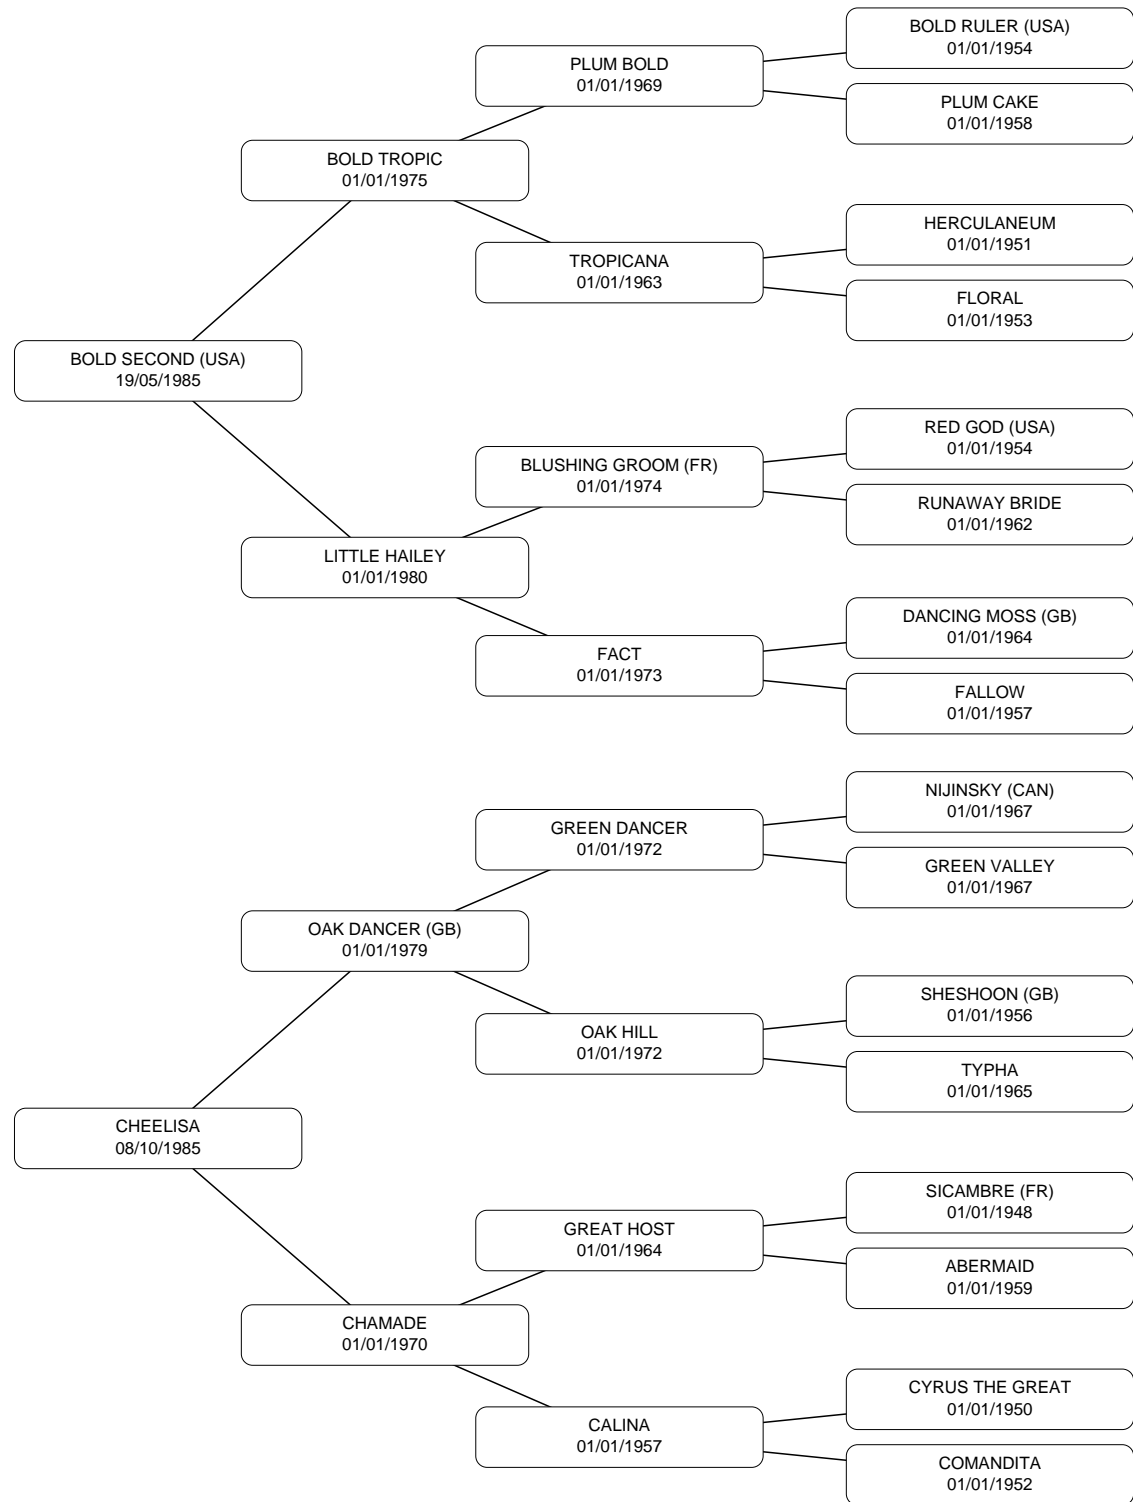 BOLD RULER (USA)
01/01/1954
PLUM BOLD
01/01/1969
PLUM CAKE
01/01/1958
BOLD TROPIC
01/01/1975
HERCULANEUM
01/01/1951
TROPICANA
01/01/1963
FLORAL
01/01/1953
BOLD SECOND (USA)
19/05/1985
RED GOD (USA)
01/01/1954
BLUSHING GROOM (FR)
01/01/1974
RUNAWAY BRIDE
01/01/1962
LITTLE HAILEY
01/01/1980
DANCING MOSS (GB)
01/01/1964
FACT
01/01/1973
FALLOW
01/01/1957
NIJINSKY (CAN)
01/01/1967
GREEN DANCER
01/01/1972
GREEN VALLEY
01/01/1967
OAK DANCER (GB)
01/01/1979
SHESHOON (GB)
01/01/1956
OAK HILL
01/01/1972
TYPHA
01/01/1965
CHEELISA
08/10/1985
SICAMBRE (FR)
01/01/1948
GREAT HOST
01/01/1964
ABERMAID
01/01/1959
CHAMADE
01/01/1970
CYRUS THE GREAT
01/01/1950
CALINA
01/01/1957
COMANDITA
01/01/1952